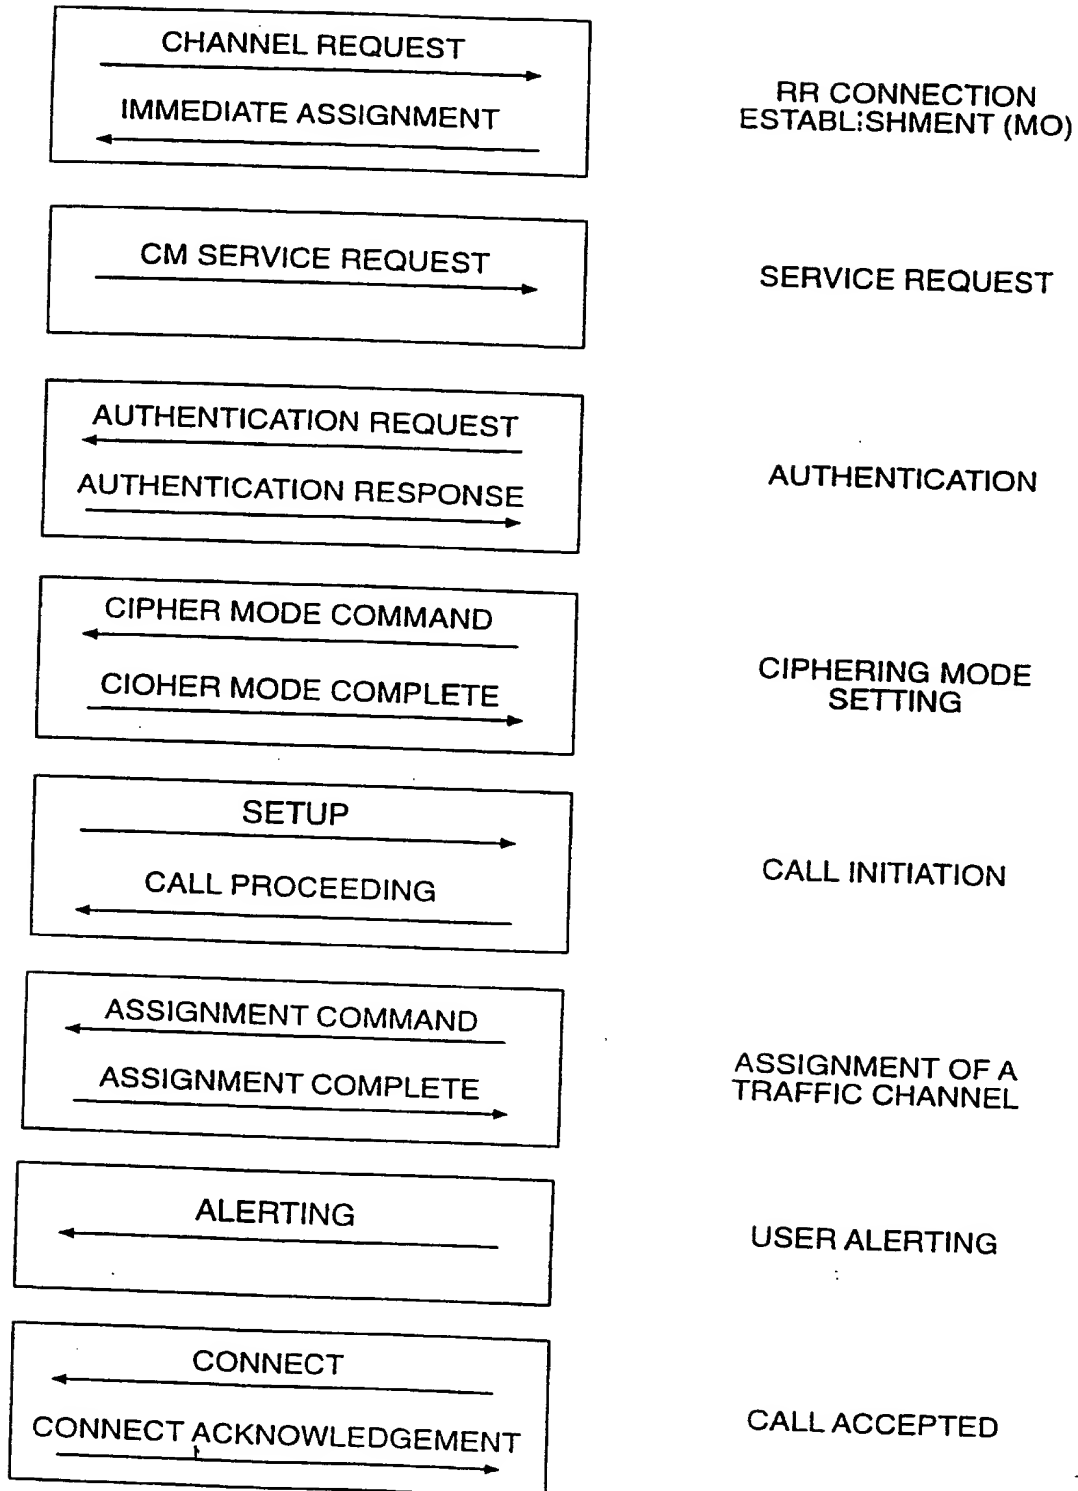 CHANNEL REQUEST
IMMEDIATE ASSIGNMENT
RR CONNECTION
ESTABLISHMENT (MO)
CM SERVICE REQUEST
SERVICE REQUEST
AUTHENTICATION REQUEST
AUTHENTICATION RESPONSE
AUTHENTICATION
CIPHER MODE COMMAND
CIOHER MODE COMPLETE
CIPHERING MODE
SETTING
SETUP
CALL PROCEEDING
CALL INITIATION
ASSIGNMENT COMMAND
ASSIGNMENT COMPLETE
ASSIGNMENT OF A
TRAFFIC CHANNEL
ALERTING
USER ALERTING
CONNECT
CONNECT ACKNOWLEDGEMENT
CALL ACCEPTED